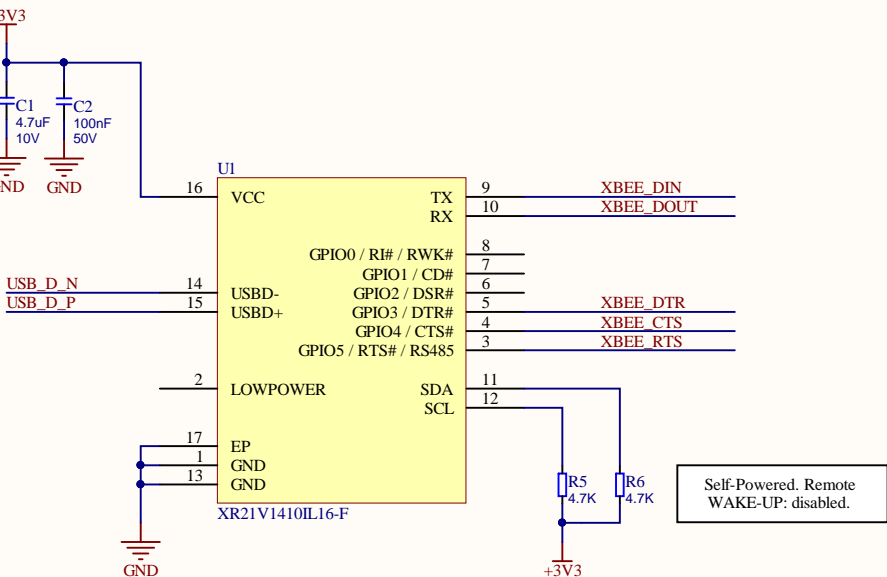 3V3
C1
4.7uF
10V
C2
100nF
50V
ND
GND
U1
16
VCC
TX
9
XBEE_DIN
RX
10
XBEE_DOUT
GPIO0 / RI# / RWK#
8
GPIO1 / CD#
7
USB_D_N
14
USBD-
GPIO2 / DSR#
6
USB_D_P
15
USBD+
GPIO3 / DTR#
5
XBEE_DTR
GPIO4 / CTS#
4
XBEE_CTS
GPIO5 / RTS# / RS485
3
XBEE_RTS
2
LOWPOWER
SDA
11
SCL
12
17
EP
1
GND
13
GND
R5
4.7K
R6
4.7K
Self-Powered. Remote
WAKE-UP: disabled.
XR21V1410IL16-F
GND
+3V3